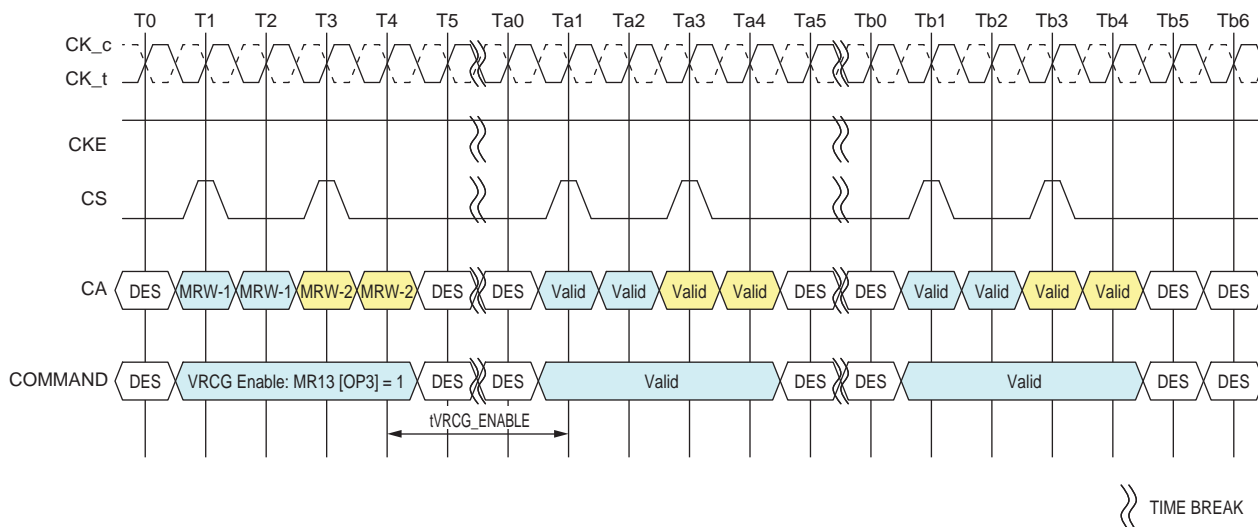 T0 T1 T2 T3 T4 T5 Ta0 Ta1 Ta2 Ta3 Ta4 Ta5 Tb0 Tb1 Tb2 Tb3 Tb4 Tb5 Tb6
CK_c
CK_t
CKE
CS
CA DES MRW-1 MRW-1 MRW-2 MRW-2 DES DES Valid Valid Valid Valid DES DES Valid Valid Valid Valid DES DES
COMMAND DES VRCG Enable: MR13 [OP3] = 1 DES DES Valid DES DES Valid DES DES
tVRCG_ENABLE
TIME BREAK